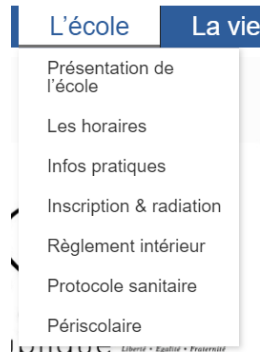 L'école
La vie
Présentation de
l'école
Les horaires
Infos pratiques
Inscription & radiation
Règlement intérieur
Protocole sanitaire
Périscolaire
Liberté • Égalité • Fraternité